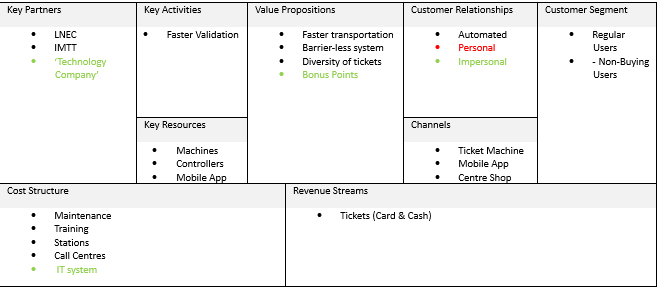 Key Partners
LNEC
IMTT
'Technology
Company'
Key Activities
Faster Validation
Key Resources
Machines
Controllers
Mobile App
Value Propositions
Faster transportation
Barrier-less system
Diversity of tickets
Bonus Points
Customer Relationships
Automated
Personal
Impersonal
Channels
Ticket Machine
Mobile App
Centre Shop
Customer Segment
Regular
Users
- Non-Buying
Users
Cost Structure
Maintenance
Training
Stations
Call Centres
IT system
Revenue Streams
Tickets (Card & Cash)